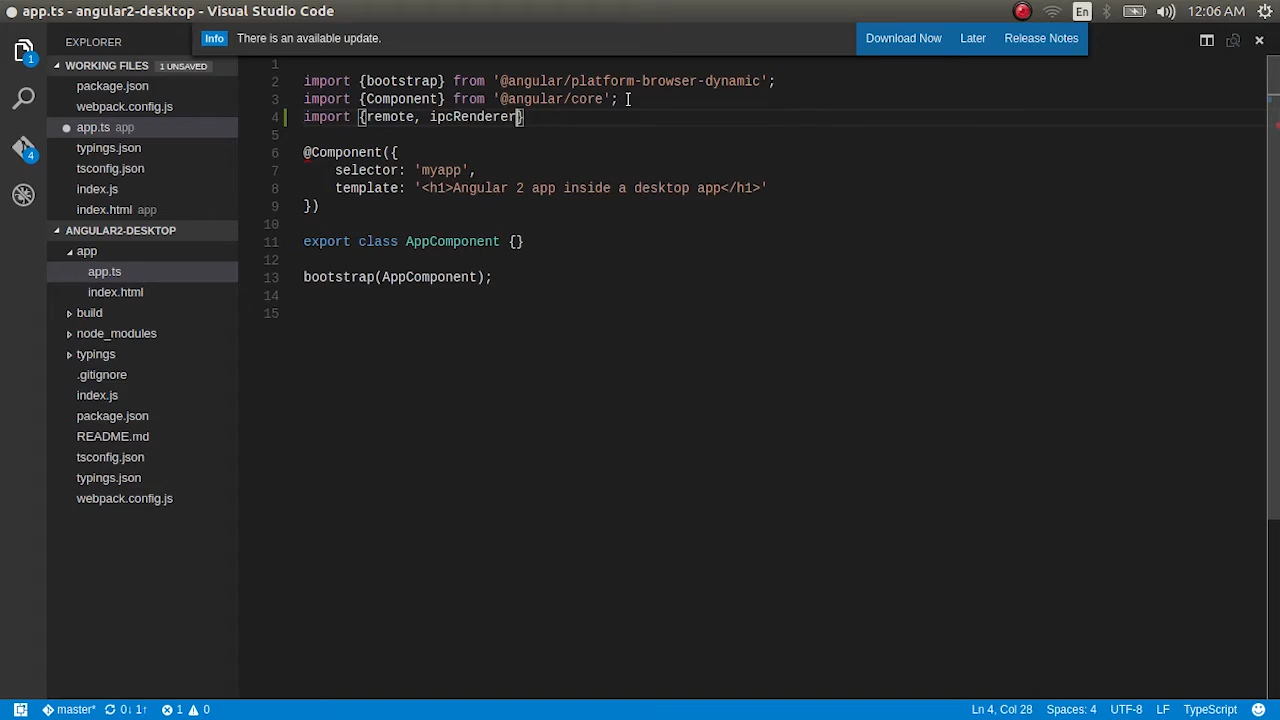 app.ts - angular2-desktop - Visual Studio Code
En
12:06 AM
EXPLORER
Info
There is an available update.
Download Now
Later
Release Notes
WORKING FILES
1 UNSAVED
package.json
webpack.config.js
app.ts app
typings.json
tsconfig.json
index.js
index.html app
ANGULAR2-DESKTOP
app
app.ts
index.html
build
node_modules
typings
.gitignore
index.js
package.json
README.md
tsconfig.json
typings.json
webpack.config.js
1
4
1
2 import {bootstrap} from '@angular/platform-browser-dynamic';
3 import {Component} from '@angular/core';
4 import {remote, ipcRenderer}
5
6 @Component({
7 selector: 'myapp',
8 template: '<h1>Angular 2 app inside a desktop app</h1>'
9 })
10
11 export class AppComponent {}
12
13 bootstrap(AppComponent);
14
15
master* 0↓ 1↑ 1 0
Ln 4, Col 28
Spaces: 4
UTF-8
LF
TypeScript